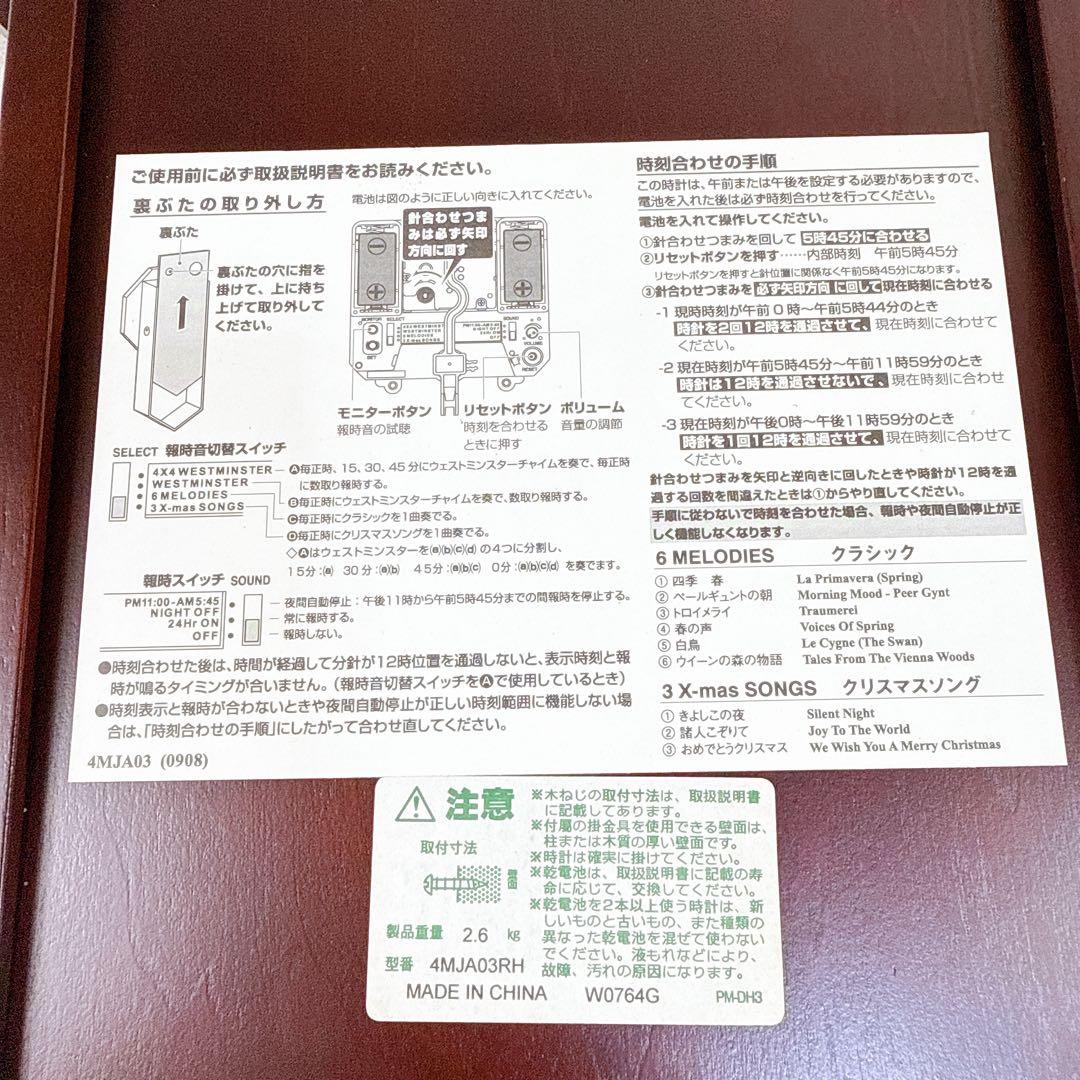 ご使用前に必ず取扱説明書をお読みください。
裏ぶたの取り外し方
裏ぶた
裏ぶたの穴に指を
掛けて、上に持ち
上げて取り外して
ください。
電池は図のように正しい向きに入れてください。
針合わせつま
みは必ず矢印
方向に回す
MONITOR
SELECT
SET
4X4 WESTMINSTER
WESTMINSTER
6 MELODIES
3 X-mas SONGS
PM11:00-AM5:45
NIGHT OFF
24Hr ON
OFF
SOUND
VOLUME
RESET
モニターボタン
報時音の試聴
リセットボタン
時刻を合わせる
ときに押す
ボリューム
音量の調節
SELECT 報時音切替スイッチ
4X4 WESTMINSTER
WESTMINSTER
6 MELODIES
3 X-mas SONGS
Ⓐ毎正時、15、30、45分にウェストミンスターチャイムを奏で、毎正時
に数取り報時する。
Ⓑ毎正時にウェストミンスターチャイムを奏で、数取り報時する。
Ⓒ毎正時にクラシックを1曲奏でる。
Ⓓ毎正時にクリスマスソングを1曲奏でる。
◇Ⓐはウェストミンスターをⓐⓑⓒⓓ の4つに分割し、
15分:ⓐ 30分:ⓐⓑ 45分:ⓐⓑⓒ 0分:ⓐⓑⓒⓓ を奏でます。
報時スイッチ SOUND
PM11:00-AM5:45
NIGHT OFF
24Hr ON
OFF
夜間自動停止:午後11時から午前5時45分までの間報時を停止する。
常に報時する。
報時しない。
●時刻合わせた後は、時間が経過して分針が12時位置を通過しないと、表示時刻と報
時が鳴るタイミングが合いません。(報時音切替スイッチをⒶで使用しているとき)
●時刻表示と報時が合わないときや夜間自動停止が正しい時刻範囲に機能しない場
合は、「時刻合わせの手順」にしたがって合わせ直してください。
4MJA03 (0908)
時刻合わせの手順
この時計は、午前または午後を設定する必要がありますので、
電池を入れた後は必ず時刻合わせを行ってください。
電池を入れて操作してください。
①針合わせつまみを回して 5時45分に合わせる
②リセットボタンを押す……内部時刻 午前5時45分
リセットボタンを押すと針位置に関係なく午前5時45分になります。
③針合わせつまみを必ず矢印方向に回して現在時刻に合わせる
-1 現時時刻が午前0時〜午前5時44分のとき
時針を2回12時を通過させて、現在時刻に合わせて
ください。
-2 現在時刻が午前5時45分〜午前11時59分のとき
時針は12時を通過させないで、現在時刻に合わせ
てください。
-3 現在時刻が午後0時〜午後11時59分のとき
時針を1回12時を通過させて、現在時刻に合わせて
ください。
針合わせつまみを矢印と逆向きに回したときや時針が12時を通
過する回数を間違えたときは①からやり直してください。
手順に従わないで時刻を合わせた場合、報時や夜間自動停止が正
しく機能しなくなります。
6 MELODIES クラシック
① 四季 春 La Primavera (Spring)
② ペールギュントの朝 Morning Mood - Peer Gynt
③ トロイメライ Traumerei
④ 春の声 Voices Of Spring
⑤ 白鳥 Le Cygne (The Swan)
⑥ ウイーンの森の物語 Tales From The Vienna Woods
3 X-mas SONGS クリスマスソング
① きよしこの夜 Silent Night
② 諸人こぞりて Joy To The World
③ おめでとうクリスマス We Wish You A Merry Christmas
注意
取付寸法
壁面
製品重量 2.6 kg
型番 4MJA03RH
※木ねじの取付寸法は、取扱説明書
に記載してあります。
※付属の掛金具を使用できる壁面は、
柱または木質の厚い壁面です。
※時計は確実に掛けてください。
※乾電池は、取扱説明書に記載の寿
命に応じて、交換してください。
※乾電池を2本以上使う時計は、新
しいものと古いもの、また種類の
異なった乾電池を混ぜて使わない
でください。液もれなどにより、
故障、汚れの原因になります。
MADE IN CHINA W0764G PM-DH3